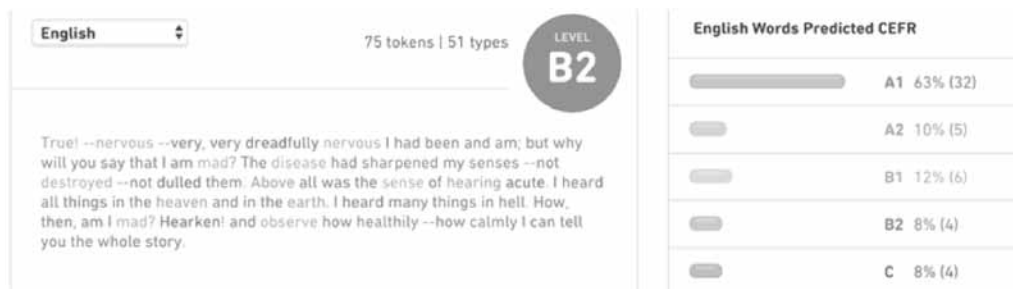 English
75 tokens | 51 types
LEVEL
B2
True! --nervous --very, very dreadfully nervous I had been and am; but why
will you say that I am mad? The disease had sharpened my senses --not
destroyed --not dulled them. Above all was the sense of hearing acute. I heard
all things in the heaven and in the earth. I heard many things in hell. How,
then, am I mad? Hearken! and observe how healthily --how calmly I can tell
you the whole story.
English Words Predicted CEFR
A1 63% (32)
A2 10% (5)
B1 12% (6)
B2 8% (4)
C 8% (4)